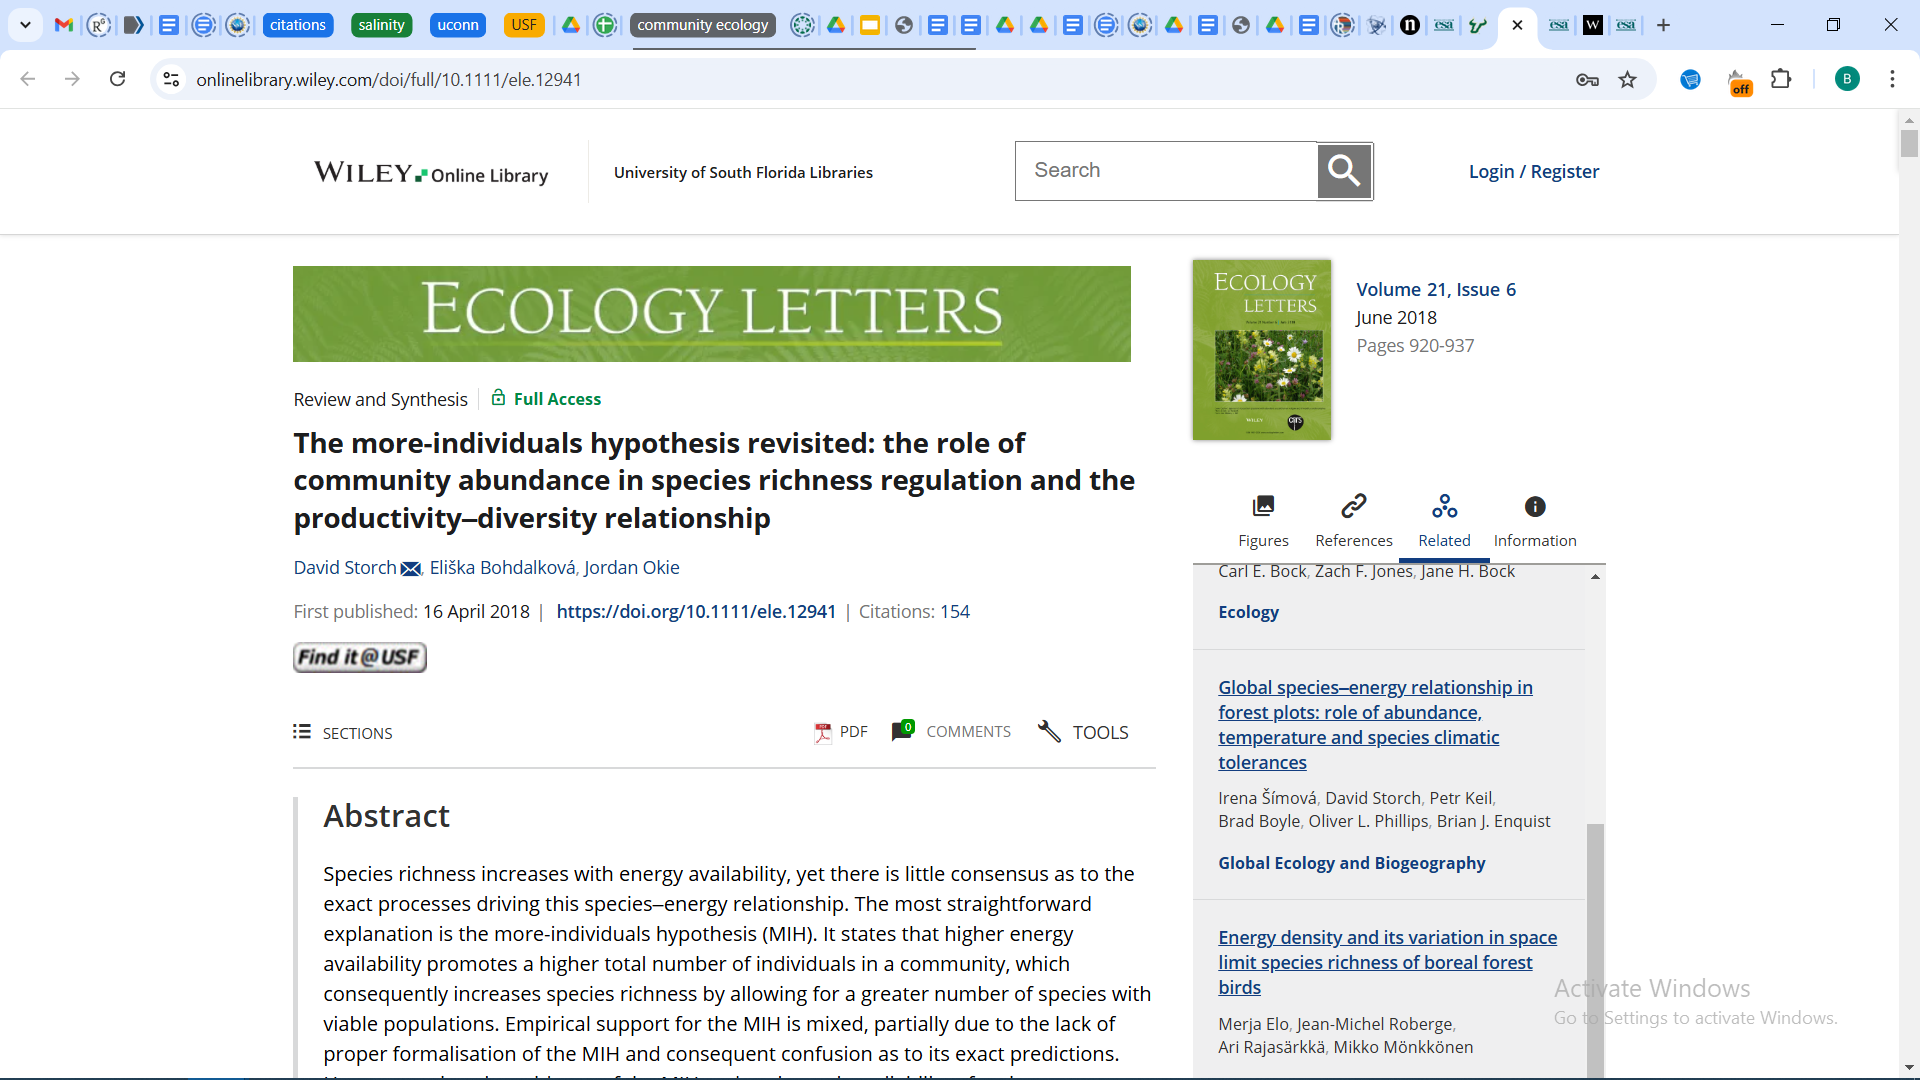 citations
salinity
uconn
USF
community ecology
esa
esa
W
esa
onlinelibrary.wiley.com/doi/full/10.1111/ele.12941
off
B
WILEY Online Library
University of South Florida Libraries
Search
Login / Register
ECOLOGY LETTERS
ECOLOGY
LETTERS
WILEY
Volume 21, Issue 6
June 2018
Pages 920-937
Review and Synthesis
Full Access
The more-individuals hypothesis revisited: the role of
community abundance in species richness regulation and the
productivity–diversity relationship
David Storch, Eliška Bohdalková, Jordan Okie
First published: 16 April 2018 | https://doi.org/10.1111/ele.12941 | Citations: 154
Find it@USF
SECTIONS
PDF
0
COMMENTS
TOOLS
Abstract
Species richness increases with energy availability, yet there is little consensus as to the
exact processes driving this species–energy relationship. The most straightforward
explanation is the more-individuals hypothesis (MIH). It states that higher energy
availability promotes a higher total number of individuals in a community, which
consequently increases species richness by allowing for a greater number of species with
viable populations. Empirical support for the MIH is mixed, partially due to the lack of
proper formalisation of the MIH and consequent confusion as to its exact predictions.
Figures
References
Related
Information
Carl E. Bock, Zach F. Jones, Jane H. Bock
Ecology
Global species–energy relationship in
forest plots: role of abundance,
temperature and species climatic
tolerances
Irena Šímová, David Storch, Petr Keil,
Brad Boyle, Oliver L. Phillips, Brian J. Enquist
Global Ecology and Biogeography
Energy density and its variation in space
limit species richness of boreal forest
birds
Merja Elo, Jean-Michel Roberge,
Ari Rajasärkkä, Mikko Mönkkönen
Activate Windows
Go to Settings to activate Windows.